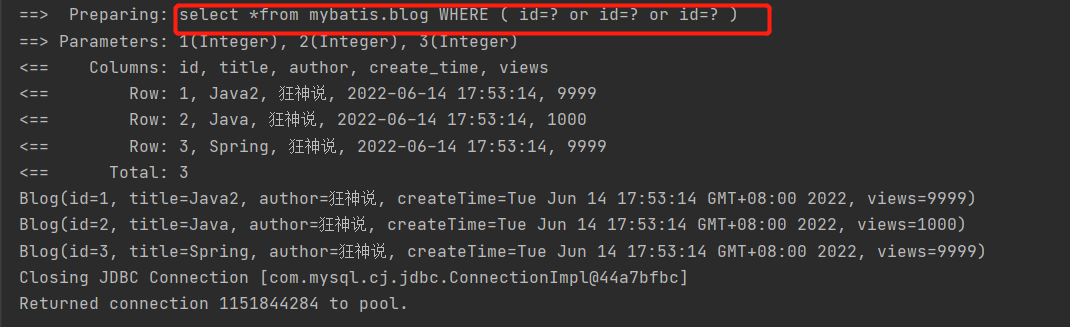 ==>  Preparing: select *from mybatis.blog WHERE ( id=? or id=? or id=? )
==> Parameters: 1(Integer), 2(Integer), 3(Integer)
<==    Columns: id, title, author, create_time, views
<==        Row: 1, Java2, 狂神说, 2022-06-14 17:53:14, 9999
<==        Row: 2, Java, 狂神说, 2022-06-14 17:53:14, 1000
<==        Row: 3, Spring, 狂神说, 2022-06-14 17:53:14, 9999
<==      Total: 3
Blog(id=1, title=Java2, author=狂神说, createTime=Tue Jun 14 17:53:14 GMT+08:00 2022, views=9999)
Blog(id=2, title=Java, author=狂神说, createTime=Tue Jun 14 17:53:14 GMT+08:00 2022, views=1000)
Blog(id=3, title=Spring, author=狂神说, createTime=Tue Jun 14 17:53:14 GMT+08:00 2022, views=9999)
Closing JDBC Connection [com.mysql.cj.jdbc.ConnectionImpl@44a7bfbc]
Returned connection 1151844284 to pool.